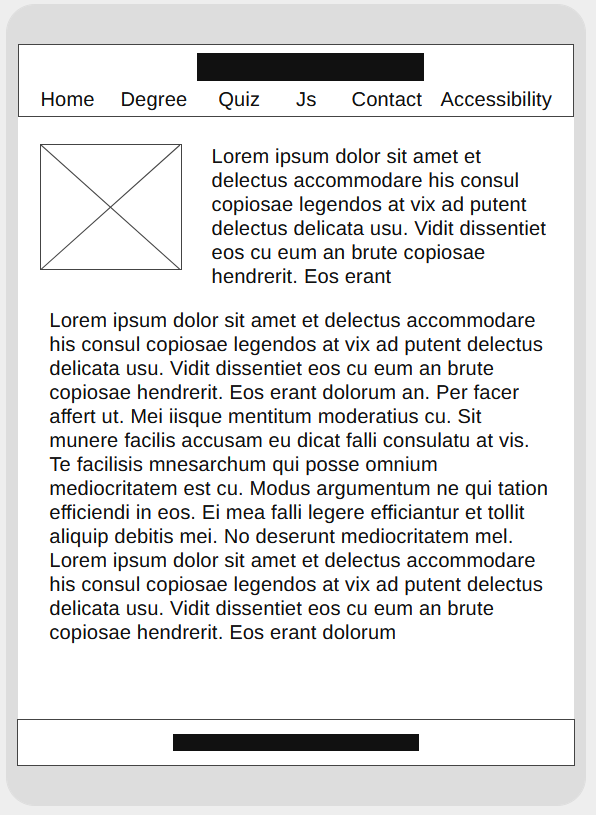 Home Degree Quiz Js Contact Accessibility
Lorem ipsum dolor sit amet et
delectus accommodare his consul
copiosae legendos at vix ad putent
delectus delicata usu. Vidit dissentiet
eos cu eum an brute copiosae
hendrerit. Eos erant
Lorem ipsum dolor sit amet et delectus accommodare
his consul copiosae legendos at vix ad putent delectus
delicata usu. Vidit dissentiet eos cu eum an brute
copiosae hendrerit. Eos erant dolorum an. Per facer
affert ut. Mei iisque mentitum moderatius cu. Sit
munere facilis accusam eu dicat falli consulatu at vis.
Te facilisis mnesarchum qui posse omnium
mediocritatem est cu. Modus argumentum ne qui tation
efficiendi in eos. Ei mea falli legere efficiantur et tollit
aliquip debitis mei. No deserunt mediocritatem mel.
Lorem ipsum dolor sit amet et delectus accommodare
his consul copiosae legendos at vix ad putent delectus
delicata usu. Vidit dissentiet eos cu eum an brute
copiosae hendrerit. Eos erant dolorum